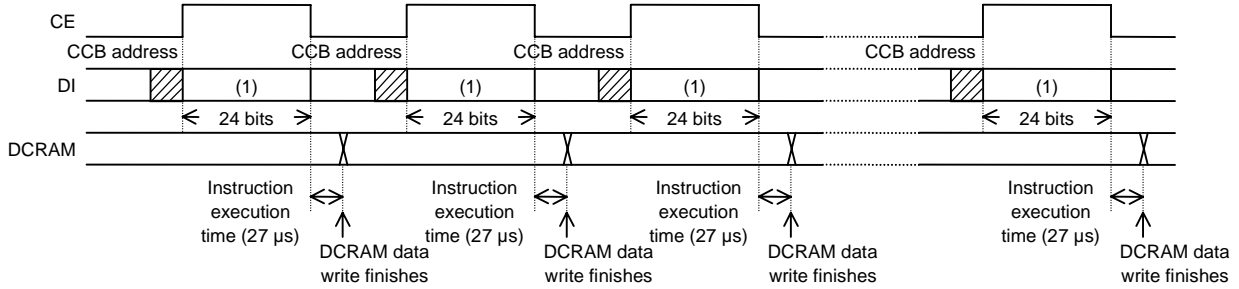 CE
CCB address CCB address CCB address CCB address
DI (1) (1) (1) (1)
24 bits 24 bits 24 bits 24 bits
DCRAM
Instruction Instruction Instruction Instruction
execution execution execution execution
time (27 μs) time (27 μs) time (27 μs) time (27 μs)
DCRAM data DCRAM data DCRAM data DCRAM data
write finishes write finishes write finishes write finishes